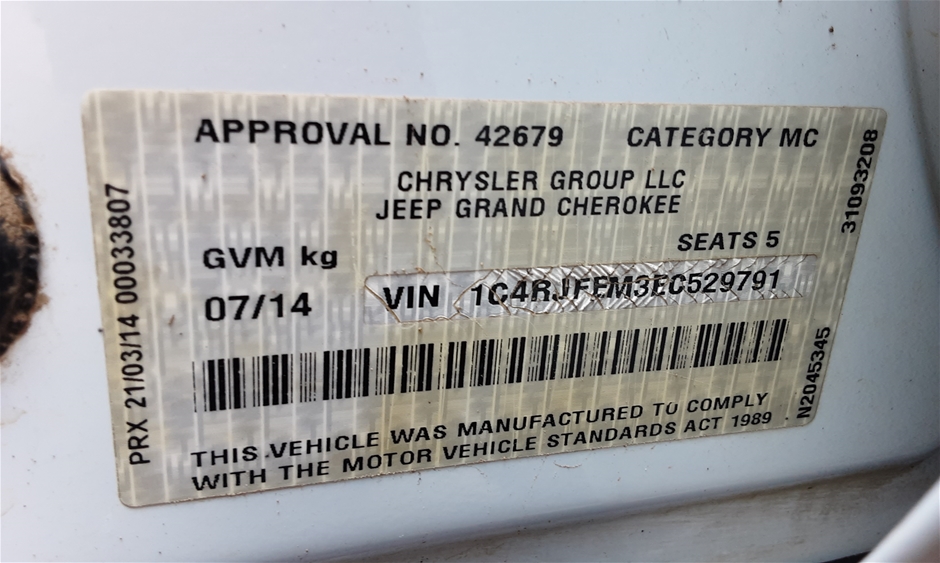 APPROVAL NO. 42679 CATEGORY MC
CHRYSLER GROUP LLC
JEEP GRAND CHEROKEE
SEATS 5
GVM kg
07/14
VIN 1C4RJFEM3EC529791
THIS VEHICLE WAS MANUFACTURED TO COMPLY
WITH THE MOTOR VEHICLE STANDARDS ACT 1989
PRX 21/03/14 00033807
31093208
N2045345